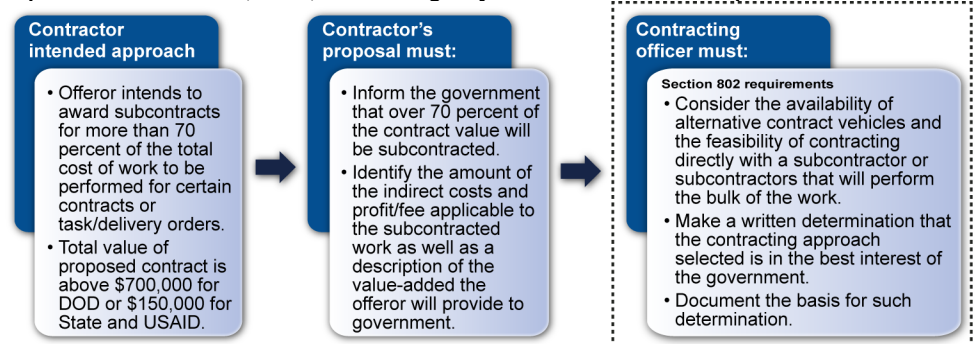 Contractor
intended approach
• Offeror intends to
award subcontracts
for more than 70
percent of the total
cost of work to be
performed for certain
contracts or
task/delivery orders.
• Total value of
proposed contract is
above $700,000 for
DOD or $150,000 for
State and USAID.
Contractor's
proposal must:
• Inform the government
that over 70 percent of
the contract value will
be subcontracted.
• Identify the amount of
the indirect costs and
profit/fee applicable to
the subcontracted
work as well as a
description of the
value-added the
offeror will provide to
government.
Contracting
officer must:
Section 802 requirements
• Consider the availability of
alternative contract vehicles and
the feasibility of contracting
directly with a subcontractor or
subcontractors that will perform
the bulk of the work.
• Make a written determination that
the contracting approach
selected is in the best interest of
the government.
• Document the basis for such
determination.